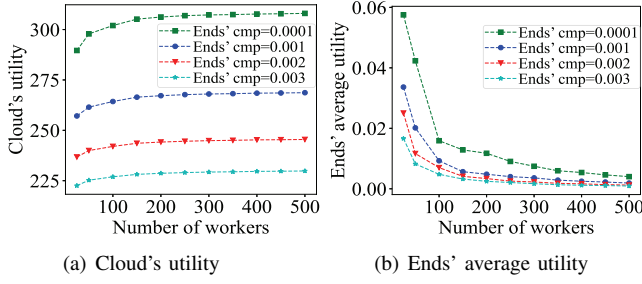 300
275
250
225
Cloud's utility
Ends' cmp=0.0001
Ends' cmp=0.001
Ends' cmp=0.002
Ends' cmp=0.003
100 200 300 400 500
Number of workers
(a) Cloud's utility
0.06
0.04
0.02
0.00
Ends' average utility
Ends' cmp=0.0001
Ends' cmp=0.001
Ends' cmp=0.002
Ends' cmp=0.003
100 200 300 400 500
Number of workers
(b) Ends' average utility